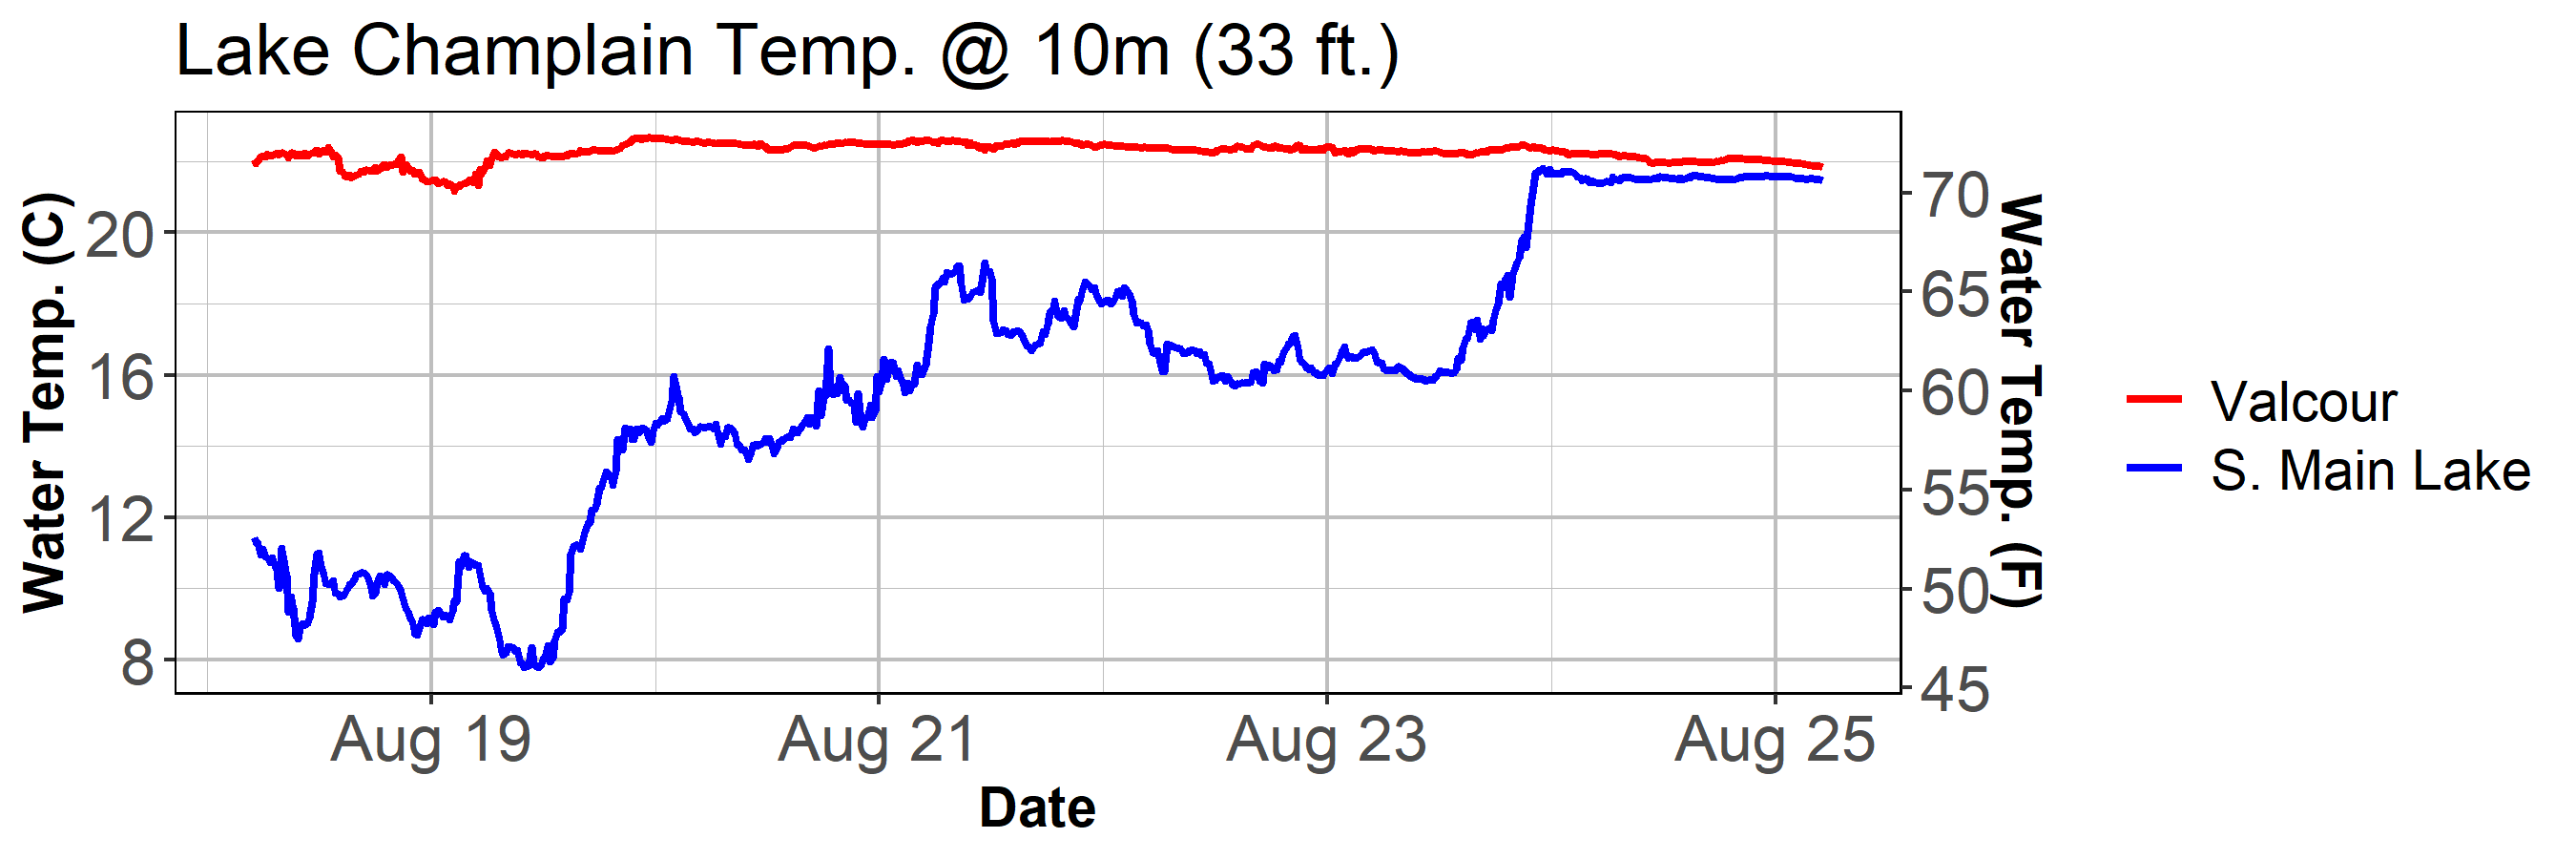 Lake Champlain Temp. @ 10m (33 ft.)
Water Temp. (C)
20
16
12
8
70
65
60
55
50
45
Water Temp. (F)
Valcour
S. Main Lake
Aug 19
Aug 21
Aug 23
Aug 25
Date